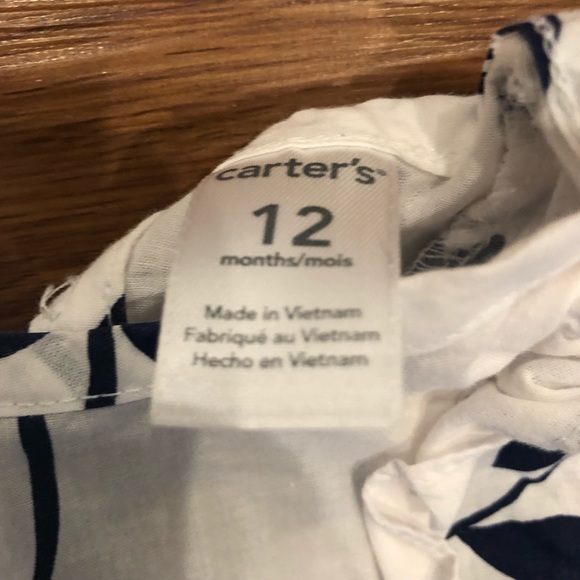 carter's
12
months/mois
Made in Vietnam
Fabriqué au Vietnam
Hecho en Vietnam